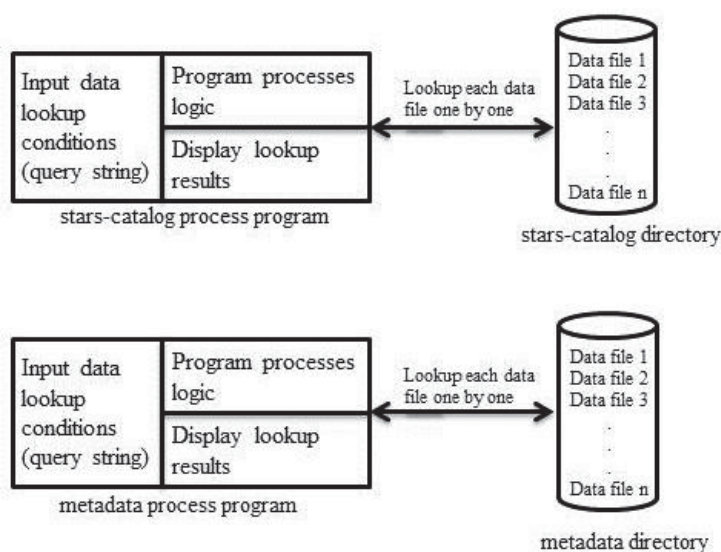 Input data
lookup
conditions
(query string)
Program processes
logic
Display lookup
results
stars-catalog process program
Lookup each data
file one by one
Data file 1
Data file 2
Data file 3
.
.
.
Data file n
stars-catalog directory
Input data
lookup
conditions
(query string)
Program processes
logic
Display lookup
results
metadata process program
Lookup each data
file one by one
Data file 1
Data file 2
Data file 3
.
.
.
Data file n
metadata directory